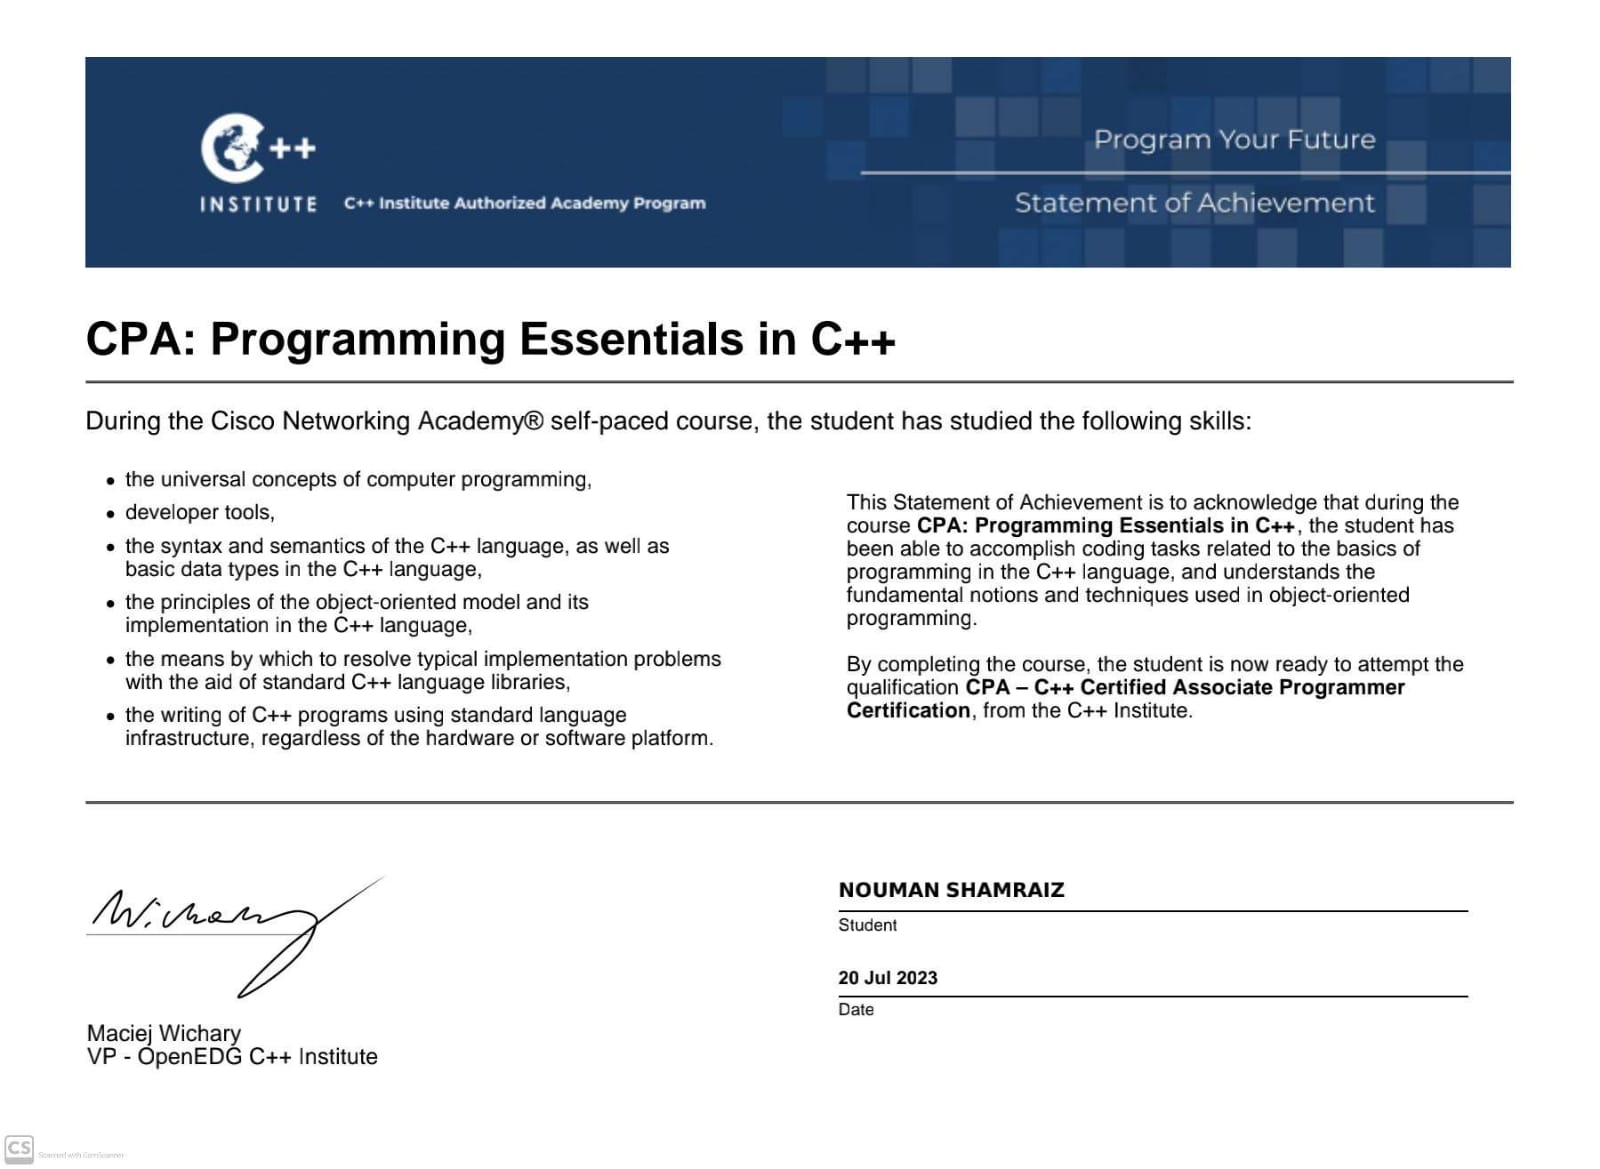 C++
INSTITUTE
C++ Institute Authorized Academy Program
Program Your Future
Statement of Achievement
CPA: Programming Essentials in C++
During the Cisco Networking Academy® self-paced course, the student has studied the following skills:
• the universal concepts of computer programming,
• developer tools,
• the syntax and semantics of the C++ language, as well as
basic data types in the C++ language,
• the principles of the object-oriented model and its
implementation in the C++ language,
• the means by which to resolve typical implementation problems
with the aid of standard C++ language libraries,
• the writing of C++ programs using standard language
infrastructure, regardless of the hardware or software platform.
This Statement of Achievement is to acknowledge that during the
course CPA: Programming Essentials in C++, the student has
been able to accomplish coding tasks related to the basics of
programming in the C++ language, and understands the
fundamental notions and techniques used in object-oriented
programming.
By completing the course, the student is now ready to attempt the
qualification CPA – C++ Certified Associate Programmer
Certification, from the C++ Institute.
Wichary
Maciej Wichary
VP - OpenEDG C++ Institute
NOUMAN SHAMRAIZ
Student
20 Jul 2023
Date
CS Scanned with CamScanner